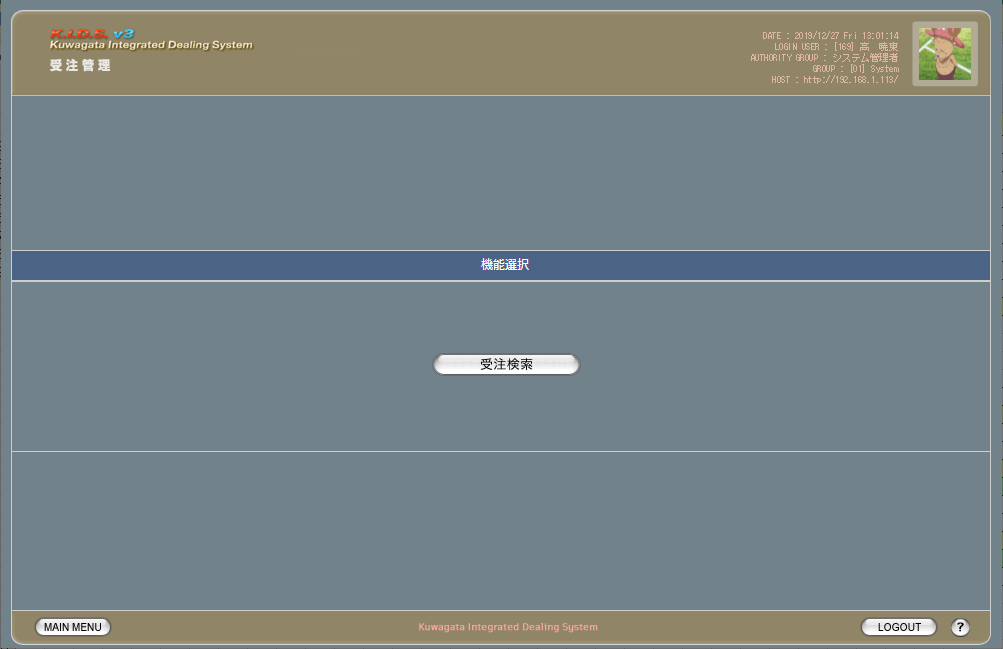 K.I.D.S. v3
Kuwagata Integrated Dealing System
受注管理
DATE : 2019/12/27 Fri 13:01:14
LOGIN USER : [169] 高　暁東
AUTHORITY GROUP : システム管理者
GROUP : [01] System
HOST : http://192.168.1.113/
機能選択
受注検索
MAIN MENU
Kuwagata Integrated Dealing System
LOGOUT
?